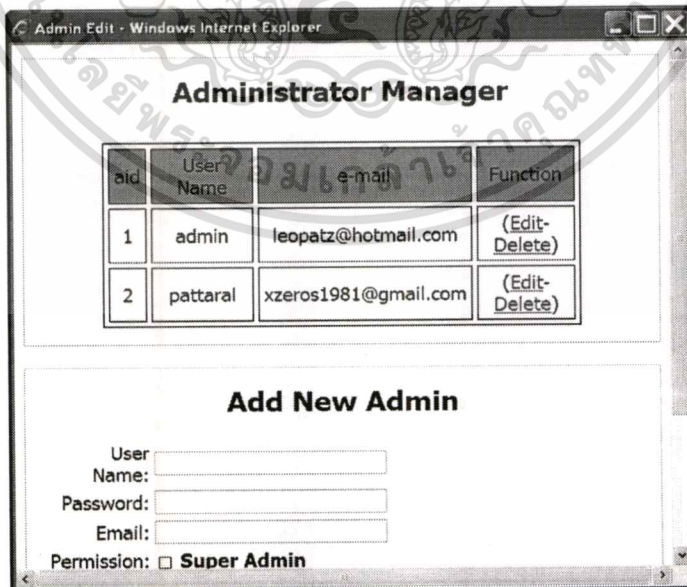 Admin Edit - Windows Internet Explorer
Administrator Manager
aid User Name e-mail Function
1 admin leopatz@hotmail.com (Edit-Delete)
2 pattaral xzeros1981@gmail.com (Edit-Delete)
Add New Admin
User Name:
Password:
Email:
Permission: Super Admin